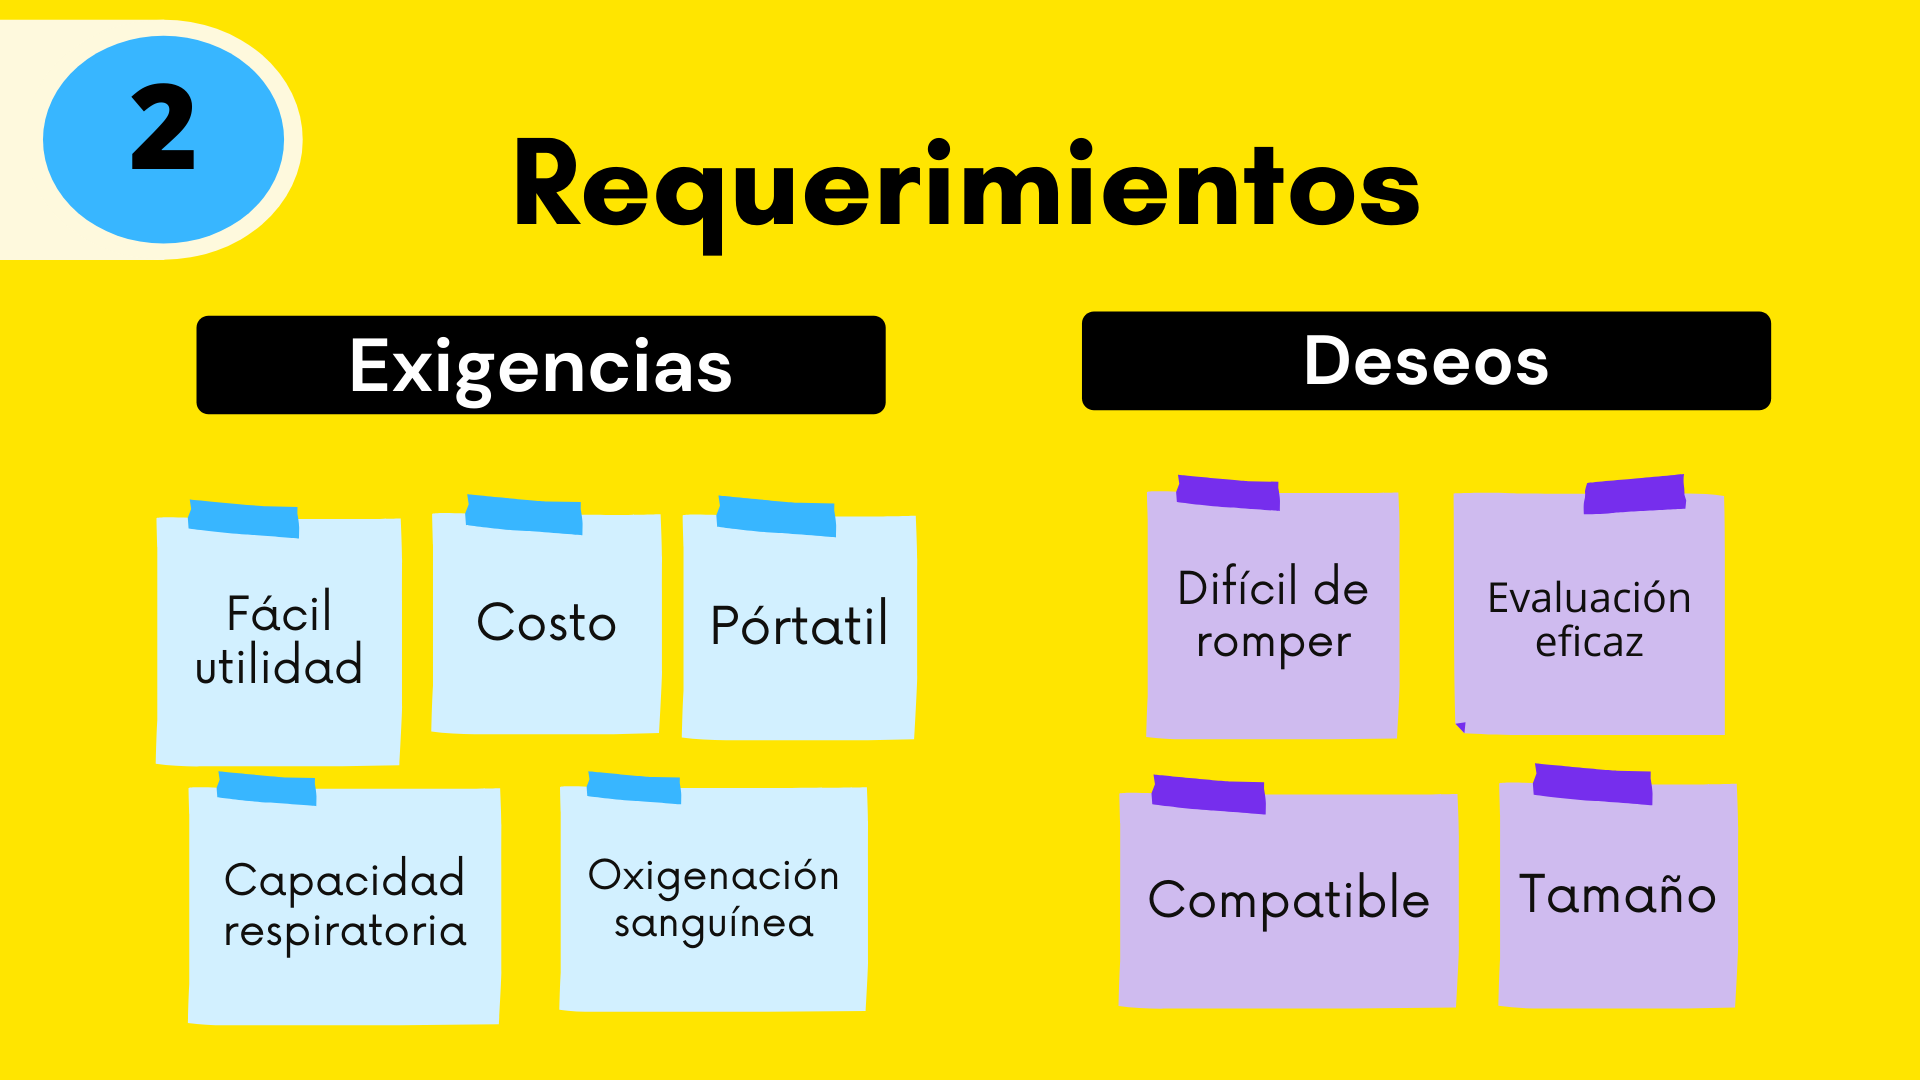 2
Requerimientos
Exigencias
Fácil
utilidad
Costo
Pórtatil
Capacidad
respiratoria
Oxigenación
sanguínea
Deseos
Difícil de
romper
Evaluación
eficaz
Compatible
Tamaño